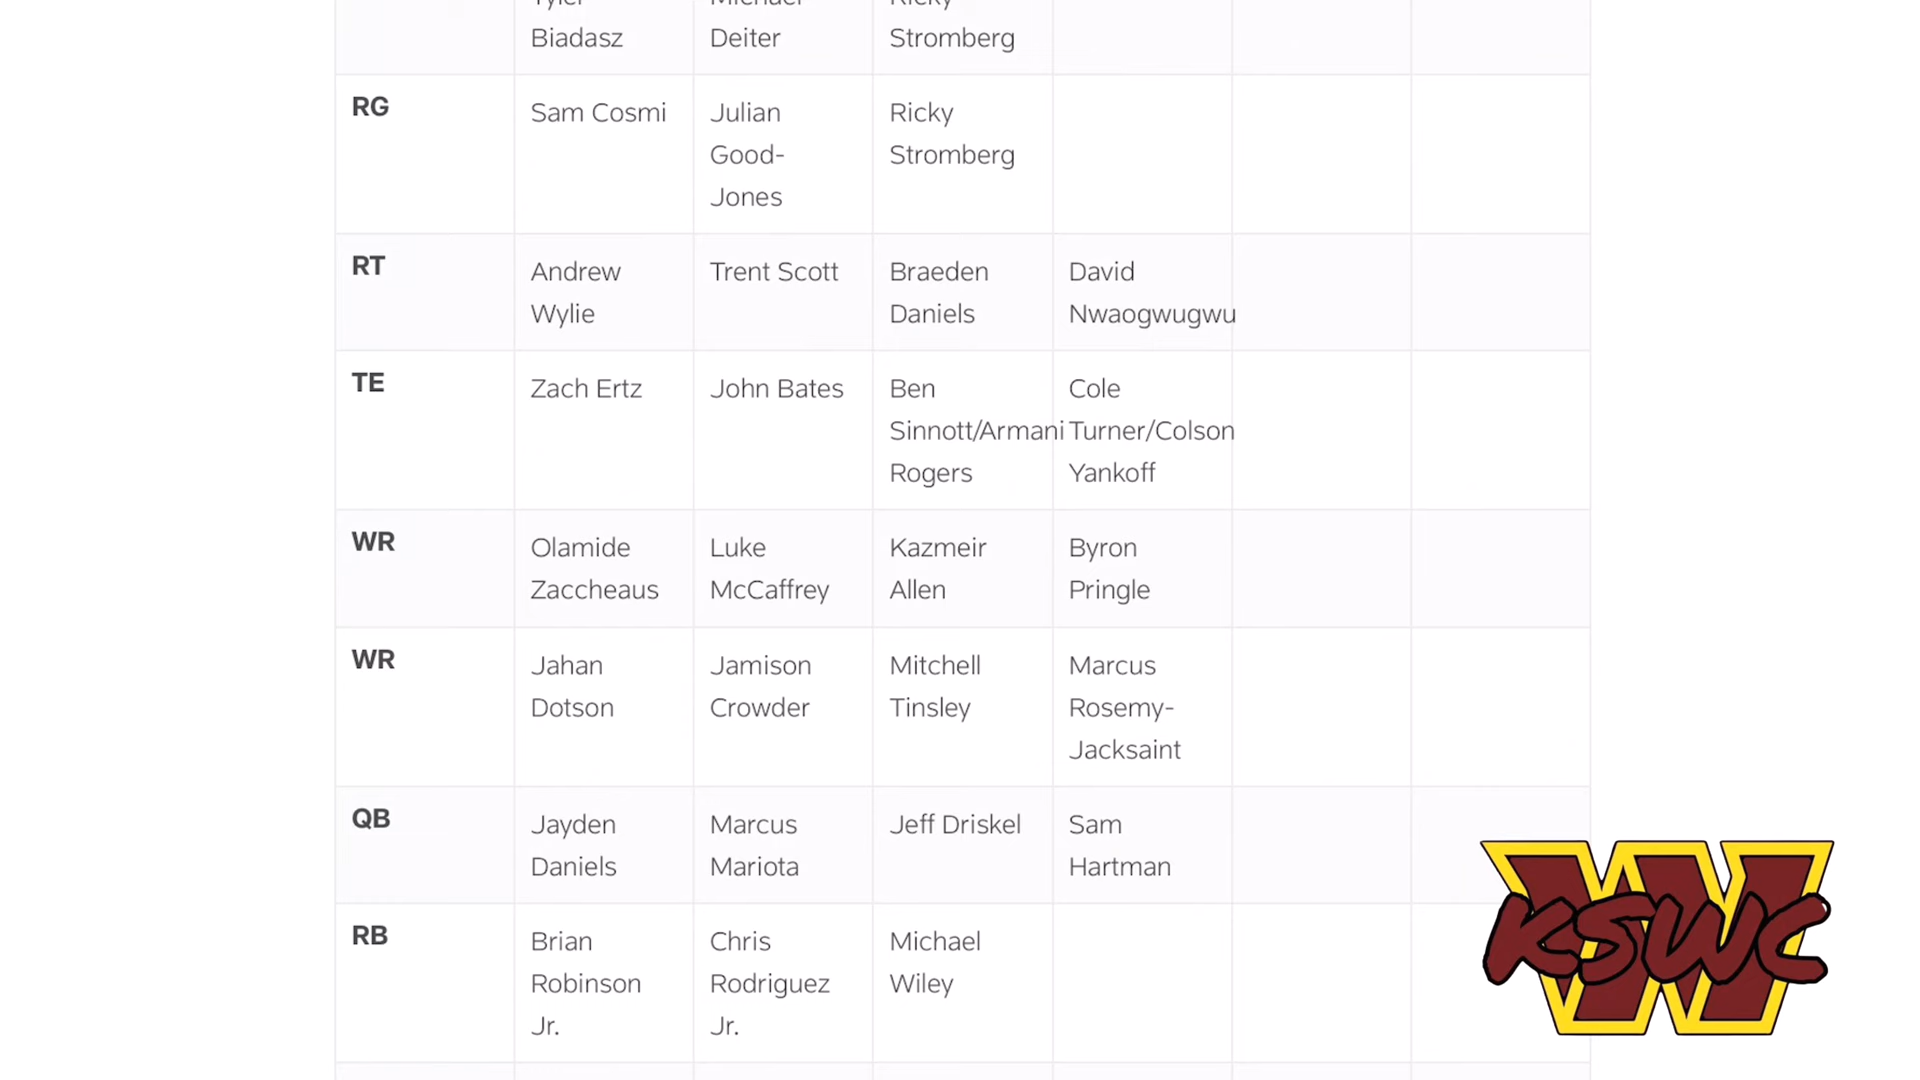 Tyler Michael Ricky
Biadasz Deiter Stromberg
RG Sam Cosmi Julian Ricky
Good- Stromberg
Jones
RT Andrew Trent Scott Braeden David
Wylie Daniels Nwaogwugwu
TE Zach Ertz John Bates Ben Cole
Sinnott/Armani Turner/Colson
Rogers Yankoff
WR Olamide Luke Kazmeir Byron
Zaccheaus McCaffrey Allen Pringle
WR Jahan Jamison Mitchell Marcus
Dotson Crowder Tinsley Rosemy-
Jacksaint
QB Jayden Marcus Jeff Driskel Sam
Daniels Mariota Hartman
RB Brian Chris Michael
Robinson Rodriguez Wiley
Jr. Jr.
W
KSWC